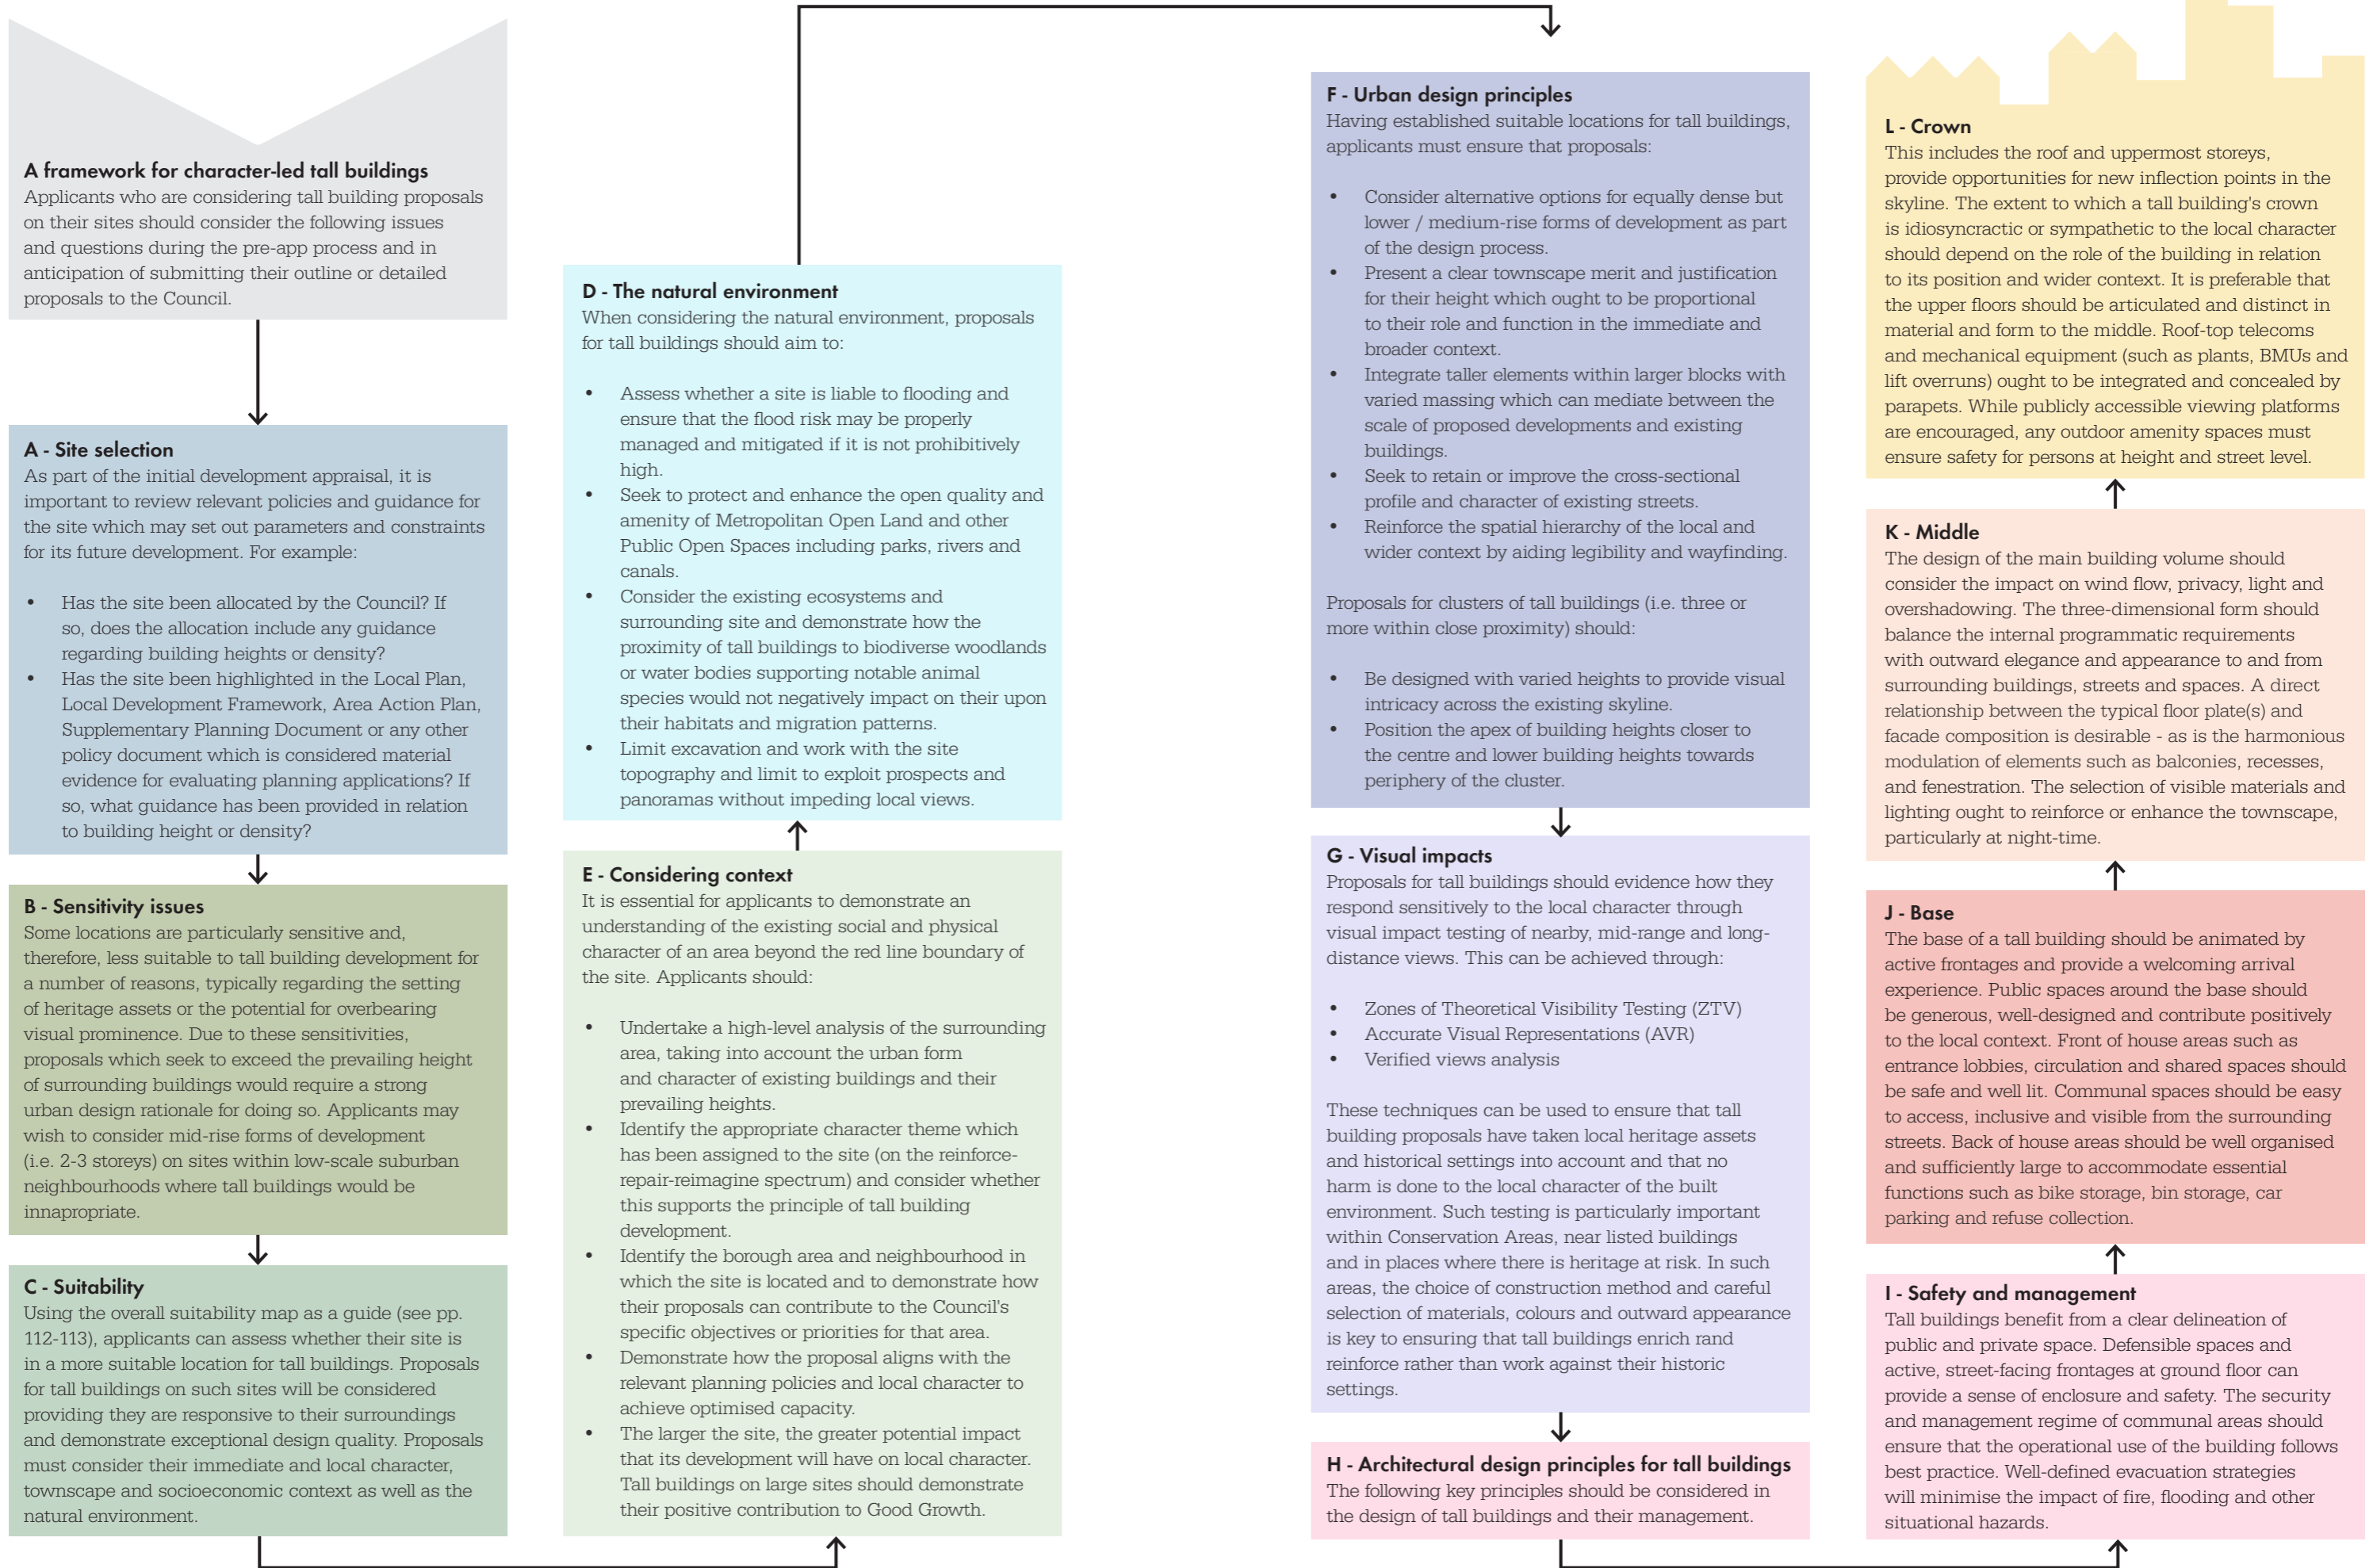 A framework for character-led tall buildings
Applicants who are considering tall building proposals
on their sites should consider the following issues
and questions during the pre-app process and in
anticipation of submitting their outline or detailed
proposals to the Council.
A - Site selection
As part of the initial development appraisal, it is
important to review relevant policies and guidance for
the site which may set out parameters and constraints
for its future development. For example:
• Has the site been allocated by the Council? If
so, does the allocation include any guidance
regarding building heights or density?
• Has the site been highlighted in the Local Plan,
Local Development Framework, Area Action Plan,
Supplementary Planning Document or any other
policy document which is considered material
evidence for evaluating planning applications? If
so, what guidance has been provided in relation
to building height or density?
B - Sensitivity issues
Some locations are particularly sensitive and,
therefore, less suitable to tall building development for
a number of reasons, typically regarding the setting
of heritage assets or the potential for overbearing
visual prominence. Due to these sensitivities,
proposals which seek to exceed the prevailing height
of surrounding buildings would require a strong
urban design rationale for doing so. Applicants may
wish to consider mid-rise forms of development
(i.e. 2-3 storeys) on sites within low-scale suburban
neighbourhoods where tall buildings would be
innapropriate.
C - Suitability
Using the overall suitability map as a guide (see pp.
112-113), applicants can assess whether their site is
in a more suitable location for tall buildings. Proposals
for tall buildings on such sites will be considered
providing they are responsive to their surroundings
and demonstrate exceptional design quality. Proposals
must consider their immediate and local character,
townscape and socioeconomic context as well as the
natural environment.
D - The natural environment
When considering the natural environment, proposals
for tall buildings should aim to:
• Assess whether a site is liable to flooding and
ensure that the flood risk may be properly
managed and mitigated if it is not prohibitively
high.
• Seek to protect and enhance the open quality and
amenity of Metropolitan Open Land and other
Public Open Spaces including parks, rivers and
canals.
• Consider the existing ecosystems and
surrounding site and demonstrate how the
proximity of tall buildings to biodiverse woodlands
or water bodies supporting notable animal
species would not negatively impact on their upon
their habitats and migration patterns.
• Limit excavation and work with the site
topography and limit to exploit prospects and
panoramas without impeding local views.
E - Considering context
It is essential for applicants to demonstrate an
understanding of the existing social and physical
character of an area beyond the red line boundary of
the site. Applicants should:
• Undertake a high-level analysis of the surrounding
area, taking into account the urban form
and character of existing buildings and their
prevailing heights.
• Identify the appropriate character theme which
has been assigned to the site (on the reinforce-
repair-reimagine spectrum) and consider whether
this supports the principle of tall building
development.
• Identify the borough area and neighbourhood in
which the site is located and to demonstrate how
their proposals can contribute to the Council's
specific objectives or priorities for that area.
• Demonstrate how the proposal aligns with the
relevant planning policies and local character to
achieve optimised capacity.
• The larger the site, the greater potential impact
that its development will have on local character.
Tall buildings on large sites should demonstrate
their positive contribution to Good Growth.
F - Urban design principles
Having established suitable locations for tall buildings,
applicants must ensure that proposals:
• Consider alternative options for equally dense but
lower / medium-rise forms of development as part
of the design process.
• Present a clear townscape merit and justification
for their height which ought to be proportional
to their role and function in the immediate and
broader context.
• Integrate taller elements within larger blocks with
varied massing which can mediate between the
scale of proposed developments and existing
buildings.
• Seek to retain or improve the cross-sectional
profile and character of existing streets.
• Reinforce the spatial hierarchy of the local and
wider context by aiding legibility and wayfinding.
Proposals for clusters of tall buildings (i.e. three or
more within close proximity) should:
• Be designed with varied heights to provide visual
intricacy across the existing skyline.
• Position the apex of building heights closer to
the centre and lower building heights towards
periphery of the cluster.
G - Visual impacts
Proposals for tall buildings should evidence how they
respond sensitively to the local character through
visual impact testing of nearby, mid-range and long-
distance views. This can be achieved through:
• Zones of Theoretical Visibility Testing (ZTV)
• Accurate Visual Representations (AVR)
• Verified views analysis
These techniques can be used to ensure that tall
building proposals have taken local heritage assets
and historical settings into account and that no
harm is done to the local character of the built
environment. Such testing is particularly important
within Conservation Areas, near listed buildings
and in places where there is heritage at risk. In such
areas, the choice of construction method and careful
selection of materials, colours and outward appearance
is key to ensuring that tall buildings enrich rand
reinforce rather than work against their historic
settings.
H - Architectural design principles for tall buildings
The following key principles should be considered in
the design of tall buildings and their management.
L - Crown
This includes the roof and uppermost storeys,
provide opportunities for new inflection points in the
skyline. The extent to which a tall building's crown
is idiosyncractic or sympathetic to the local character
should depend on the role of the building in relation
to its position and wider context. It is preferable that
the upper floors should be articulated and distinct in
material and form to the middle. Roof-top telecoms
and mechanical equipment (such as plants, BMUs and
lift overruns) ought to be integrated and concealed by
parapets. While publicly accessible viewing platforms
are encouraged, any outdoor amenity spaces must
ensure safety for persons at height and street level.
K - Middle
The design of the main building volume should
consider the impact on wind flow, privacy, light and
overshadowing. The three-dimensional form should
balance the internal programmatic requirements
with outward elegance and appearance to and from
surrounding buildings, streets and spaces. A direct
relationship between the typical floor plate(s) and
facade composition is desirable - as is the harmonious
modulation of elements such as balconies, recesses,
and fenestration. The selection of visible materials and
lighting ought to reinforce or enhance the townscape,
particularly at night-time.
J - Base
The base of a tall building should be animated by
active frontages and provide a welcoming arrival
experience. Public spaces around the base should
be generous, well-designed and contribute positively
to the local context. Front of house areas such as
entrance lobbies, circulation and shared spaces should
be safe and well lit. Communal spaces should be easy
to access, inclusive and visible from the surrounding
streets. Back of house areas should be well organised
and sufficiently large to accommodate essential
functions such as bike storage, bin storage, car
parking and refuse collection.
I - Safety and management
Tall buildings benefit from a clear delineation of
public and private space. Defensible spaces and
active, street-facing frontages at ground floor can
provide a sense of enclosure and safety. The security
and management regime of communal areas should
ensure that the operational use of the building follows
best practice. Well-defined evacuation strategies
will minimise the impact of fire, flooding and other
situational hazards.